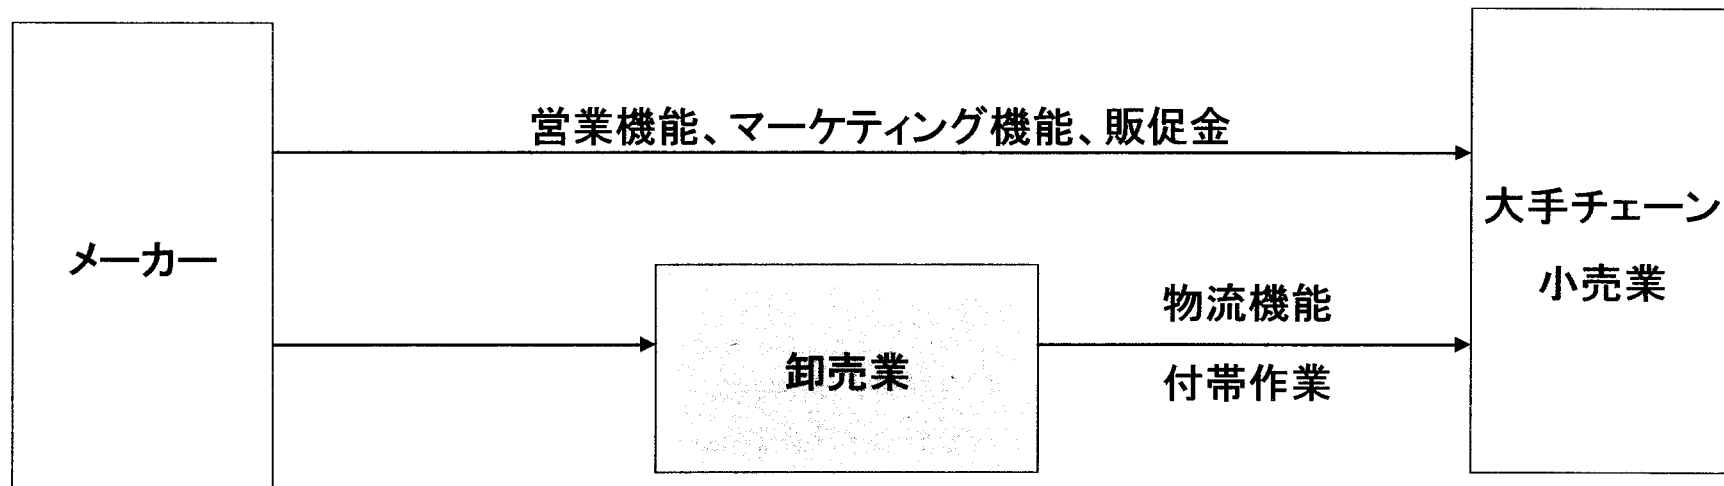 営業機能、マーケティング機能、販促金
メーカー
大手チェーン
小売業
卸売業
物流機能
付帯作業